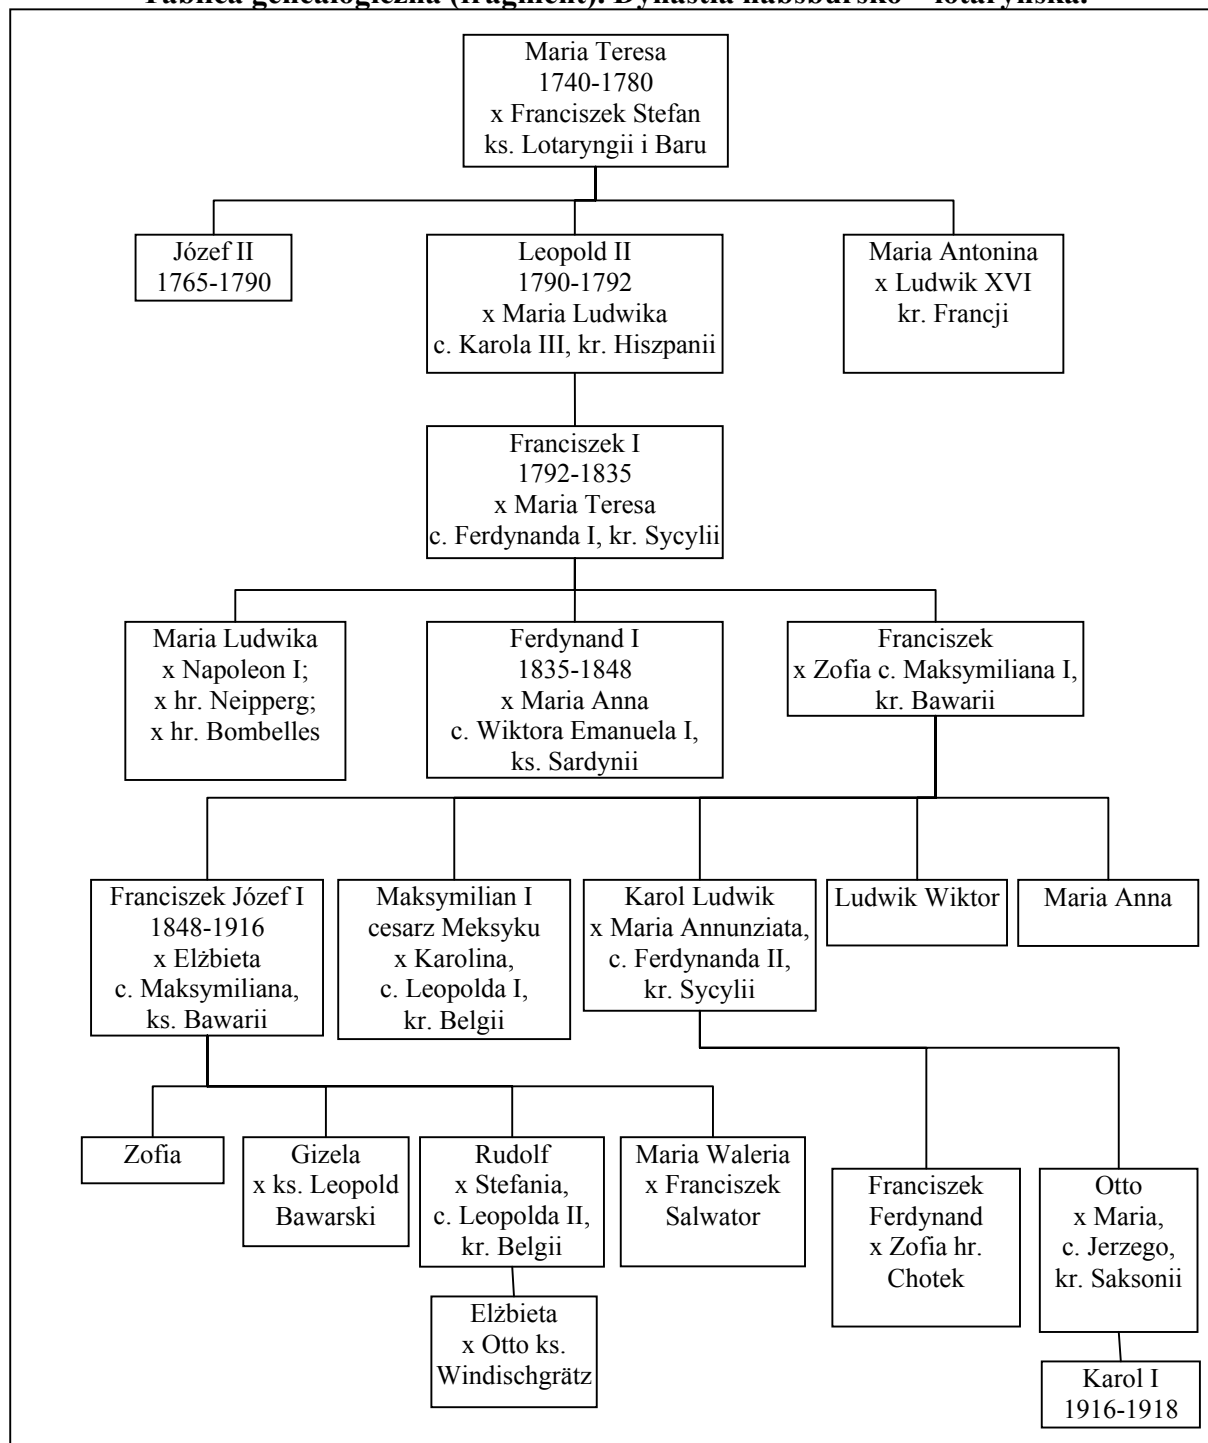 Tablica genealogiczna (fragment). Dynastia habsbursko – lotaryńska.
Maria Teresa
1740-1780
x Franciszek Stefan
ks. Lotaryngii i Baru
Józef II
1765-1790
Leopold II
1790-1792
x Maria Ludwika
c. Karola III, kr. Hiszpanii
Maria Antonina
x Ludwik XVI
kr. Francji
Franciszek I
1792-1835
x Maria Teresa
c. Ferdynanda I, kr. Sycylii
Maria Ludwika
x Napoleon I;
x hr. Neipperg;
x hr. Bombelles
Ferdynand I
1835-1848
x Maria Anna
c. Wiktora Emanuela I,
ks. Sardynii
Franciszek
x Zofia c. Maksymiliana I,
kr. Bawarii
Franciszek Józef I
1848-1916
x Elżbieta
c. Maksymiliana,
ks. Bawarii
Maksymilian I
cesarz Meksyku
x Karolina,
c. Leopolda I,
kr. Belgii
Karol Ludwik
x Maria Annunziata,
c. Ferdynanda II,
kr. Sycylii
Ludwik Wiktor
Maria Anna
Zofia
Gizela
x ks. Leopold
Bawarski
Rudolf
x Stefania,
c. Leopolda II,
kr. Belgii
Maria Waleria
x Franciszek
Salwator
Franciszek
Ferdynand
x Zofia hr.
Chotek
Otto
x Maria,
c. Jerzego,
kr. Saksonii
Elżbieta
x Otto ks.
Windischgrätz
Karol I
1916-1918